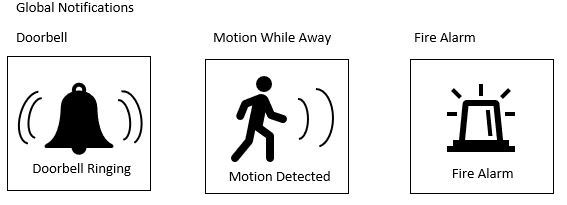 Global Notifications
Doorbell
Motion While Away
Fire Alarm
Doorbell Ringing
Motion Detected
Fire Alarm